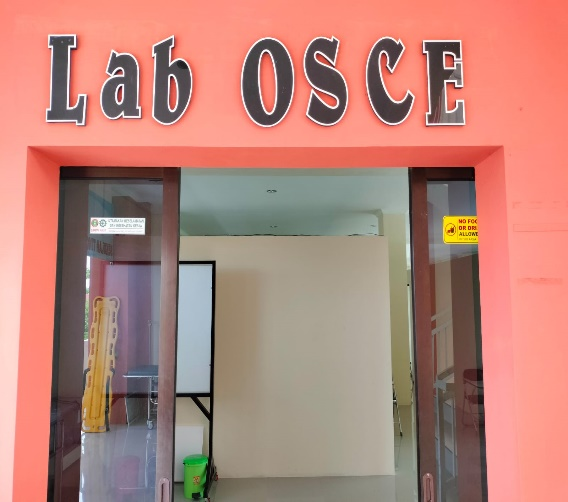 Lab OSCE
NO FOO
OR DRI
ALLOWE